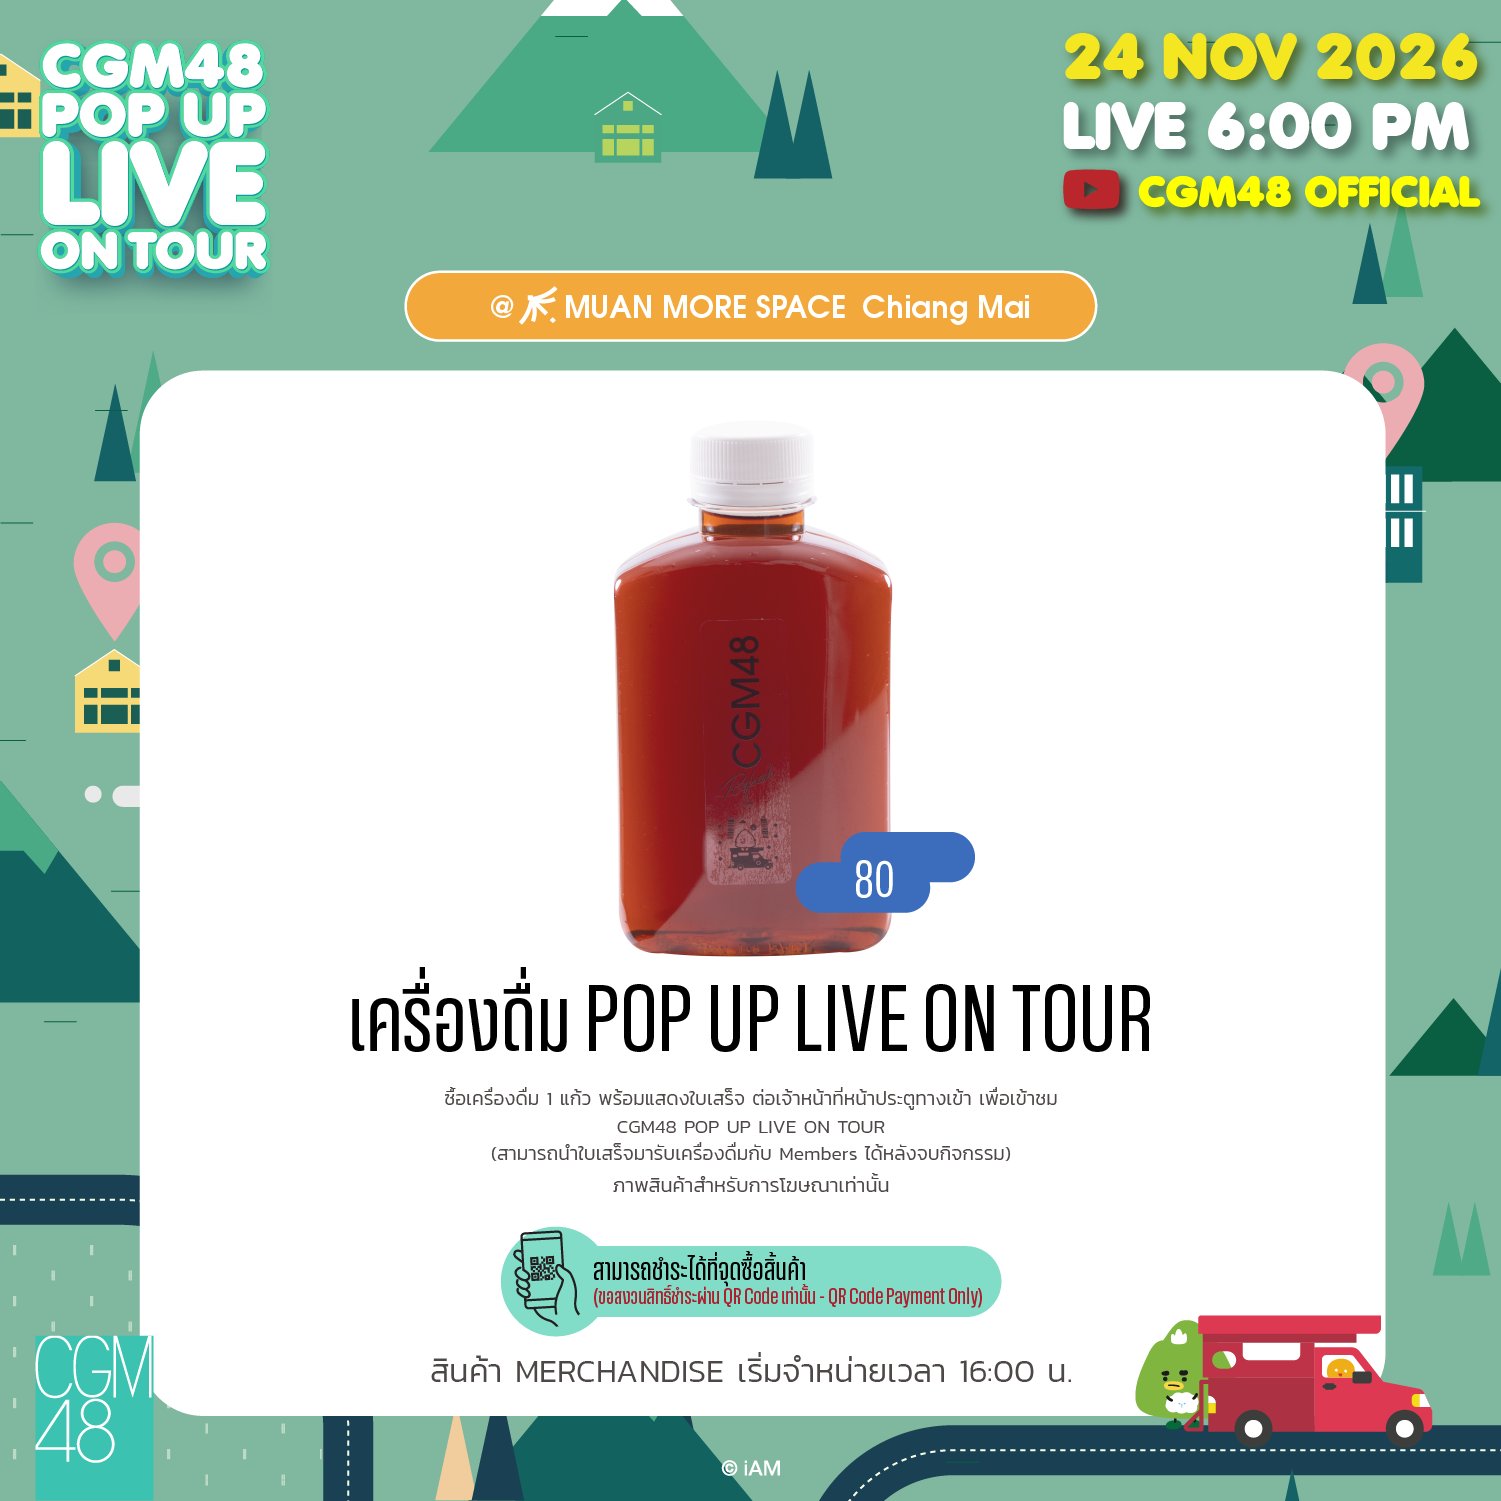 CGM48
POP UP
LIVE
ON TOUR
24 NOV 2026
LIVE 6:00 PM
CGM48 OFFICIAL
@ MUAN MORE SPACE Chiang Mai
CGM48
80
เครื่องดื่ม POP UP LIVE ON TOUR
ซื้อเครื่องดื่ม 1 แก้ว พร้อมแสดงใบเสร็จ ต่อเจ้าหน้าที่หน้าประตูทางเข้า เพื่อเข้าชม
CGM48 POP UP LIVE ON TOUR
(สามารถนำใบเสร็จมารับเครื่องดื่มกับ Members ได้หลังจบกิจกรรม)
ภาพสินค้าสำหรับการโฆษณาเท่านั้น
สามารถชำระได้ที่จุดซื้อสิ้นค้า
(ขอสงวนสิทธิ์ชำระผ่าน QR Code เท่านั้น - QR Code Payment Only)
สินค้า MERCHANDISE เริ่มจำหน่ายเวลา 16:00 น.
CGM
48
© iAM